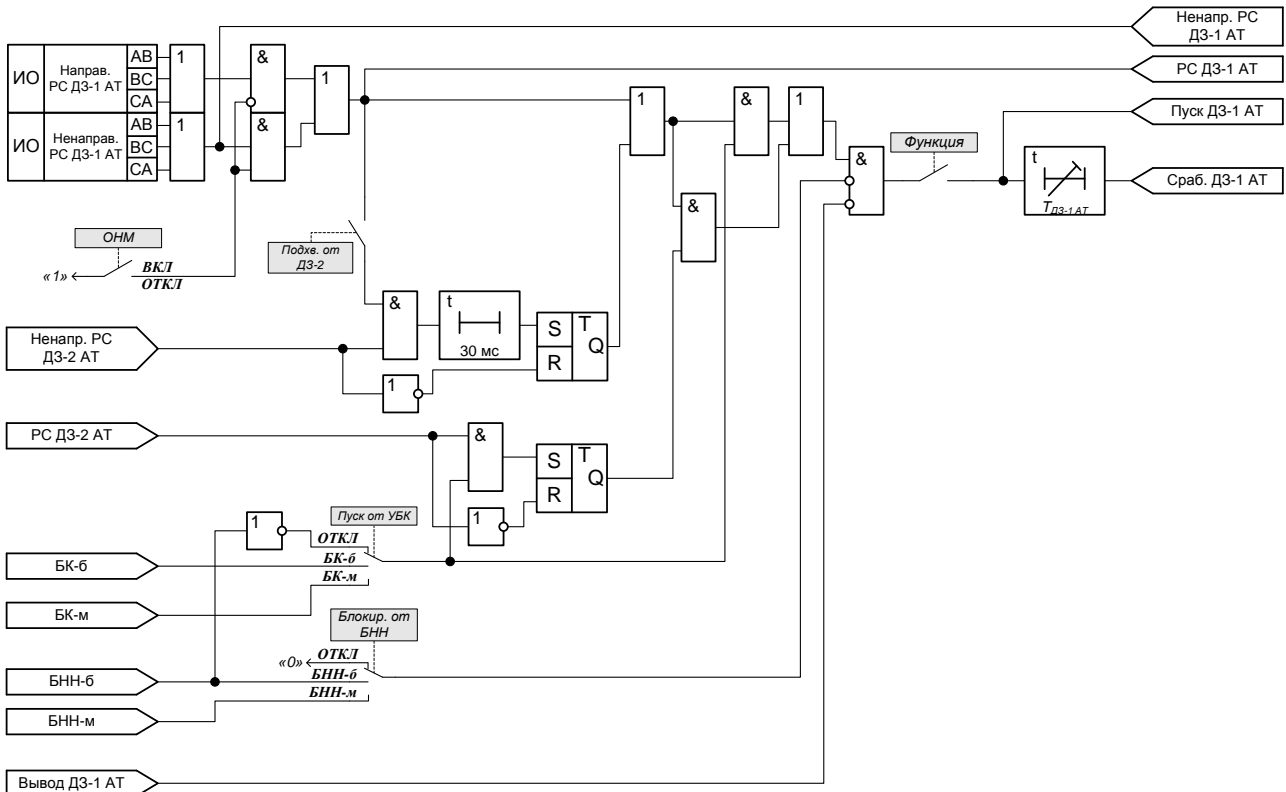 Ненапр. РС
ДЗ-1 АТ
ИО
Направ.
РС ДЗ-1 АТ
АВ
ВС
СА
1
&
1
РС ДЗ-1 АТ
ИО
Ненаправ.
РС ДЗ-1 АТ
АВ
ВС
СА
1
&
1
&
1
Пуск ДЗ-1 АТ
Функция
&
t
Т ДЗ-1 АТ
Сраб. ДЗ-1 АТ
&
ОНМ
«1»
ВКЛ
ОТКЛ
Подхв. от
ДЗ-2
&
t
30 мс
S
T
Q
R
Ненапр. РС
ДЗ-2 АТ
1
РС ДЗ-2 АТ
&
S
T
Q
R
1
Пуск от УБК
1
ОТКЛ
БК-б
БК-б
БК-м
БК-м
Блокир. от
БНН
«0»
ОТКЛ
БНН-б
БНН-б
БНН-м
БНН-м
Вывод ДЗ-1 АТ